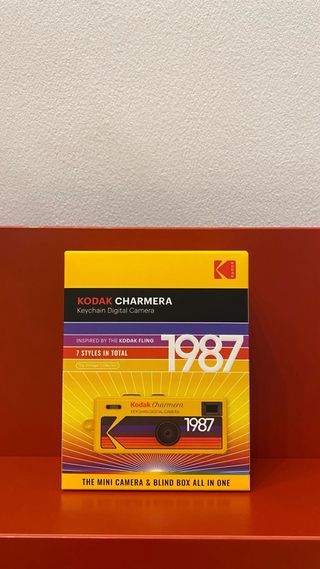 KODAK
KODAK CHARMERA
Keychain Digital Camera
INSPIRED BY THE KODAK FLING
1987
7 STYLES IN TOTAL
Kodak Charmera
KEYCHAIN DIGITAL CAMERA
1987
THE MINI CAMERA & BLIND BOX ALL IN ONE